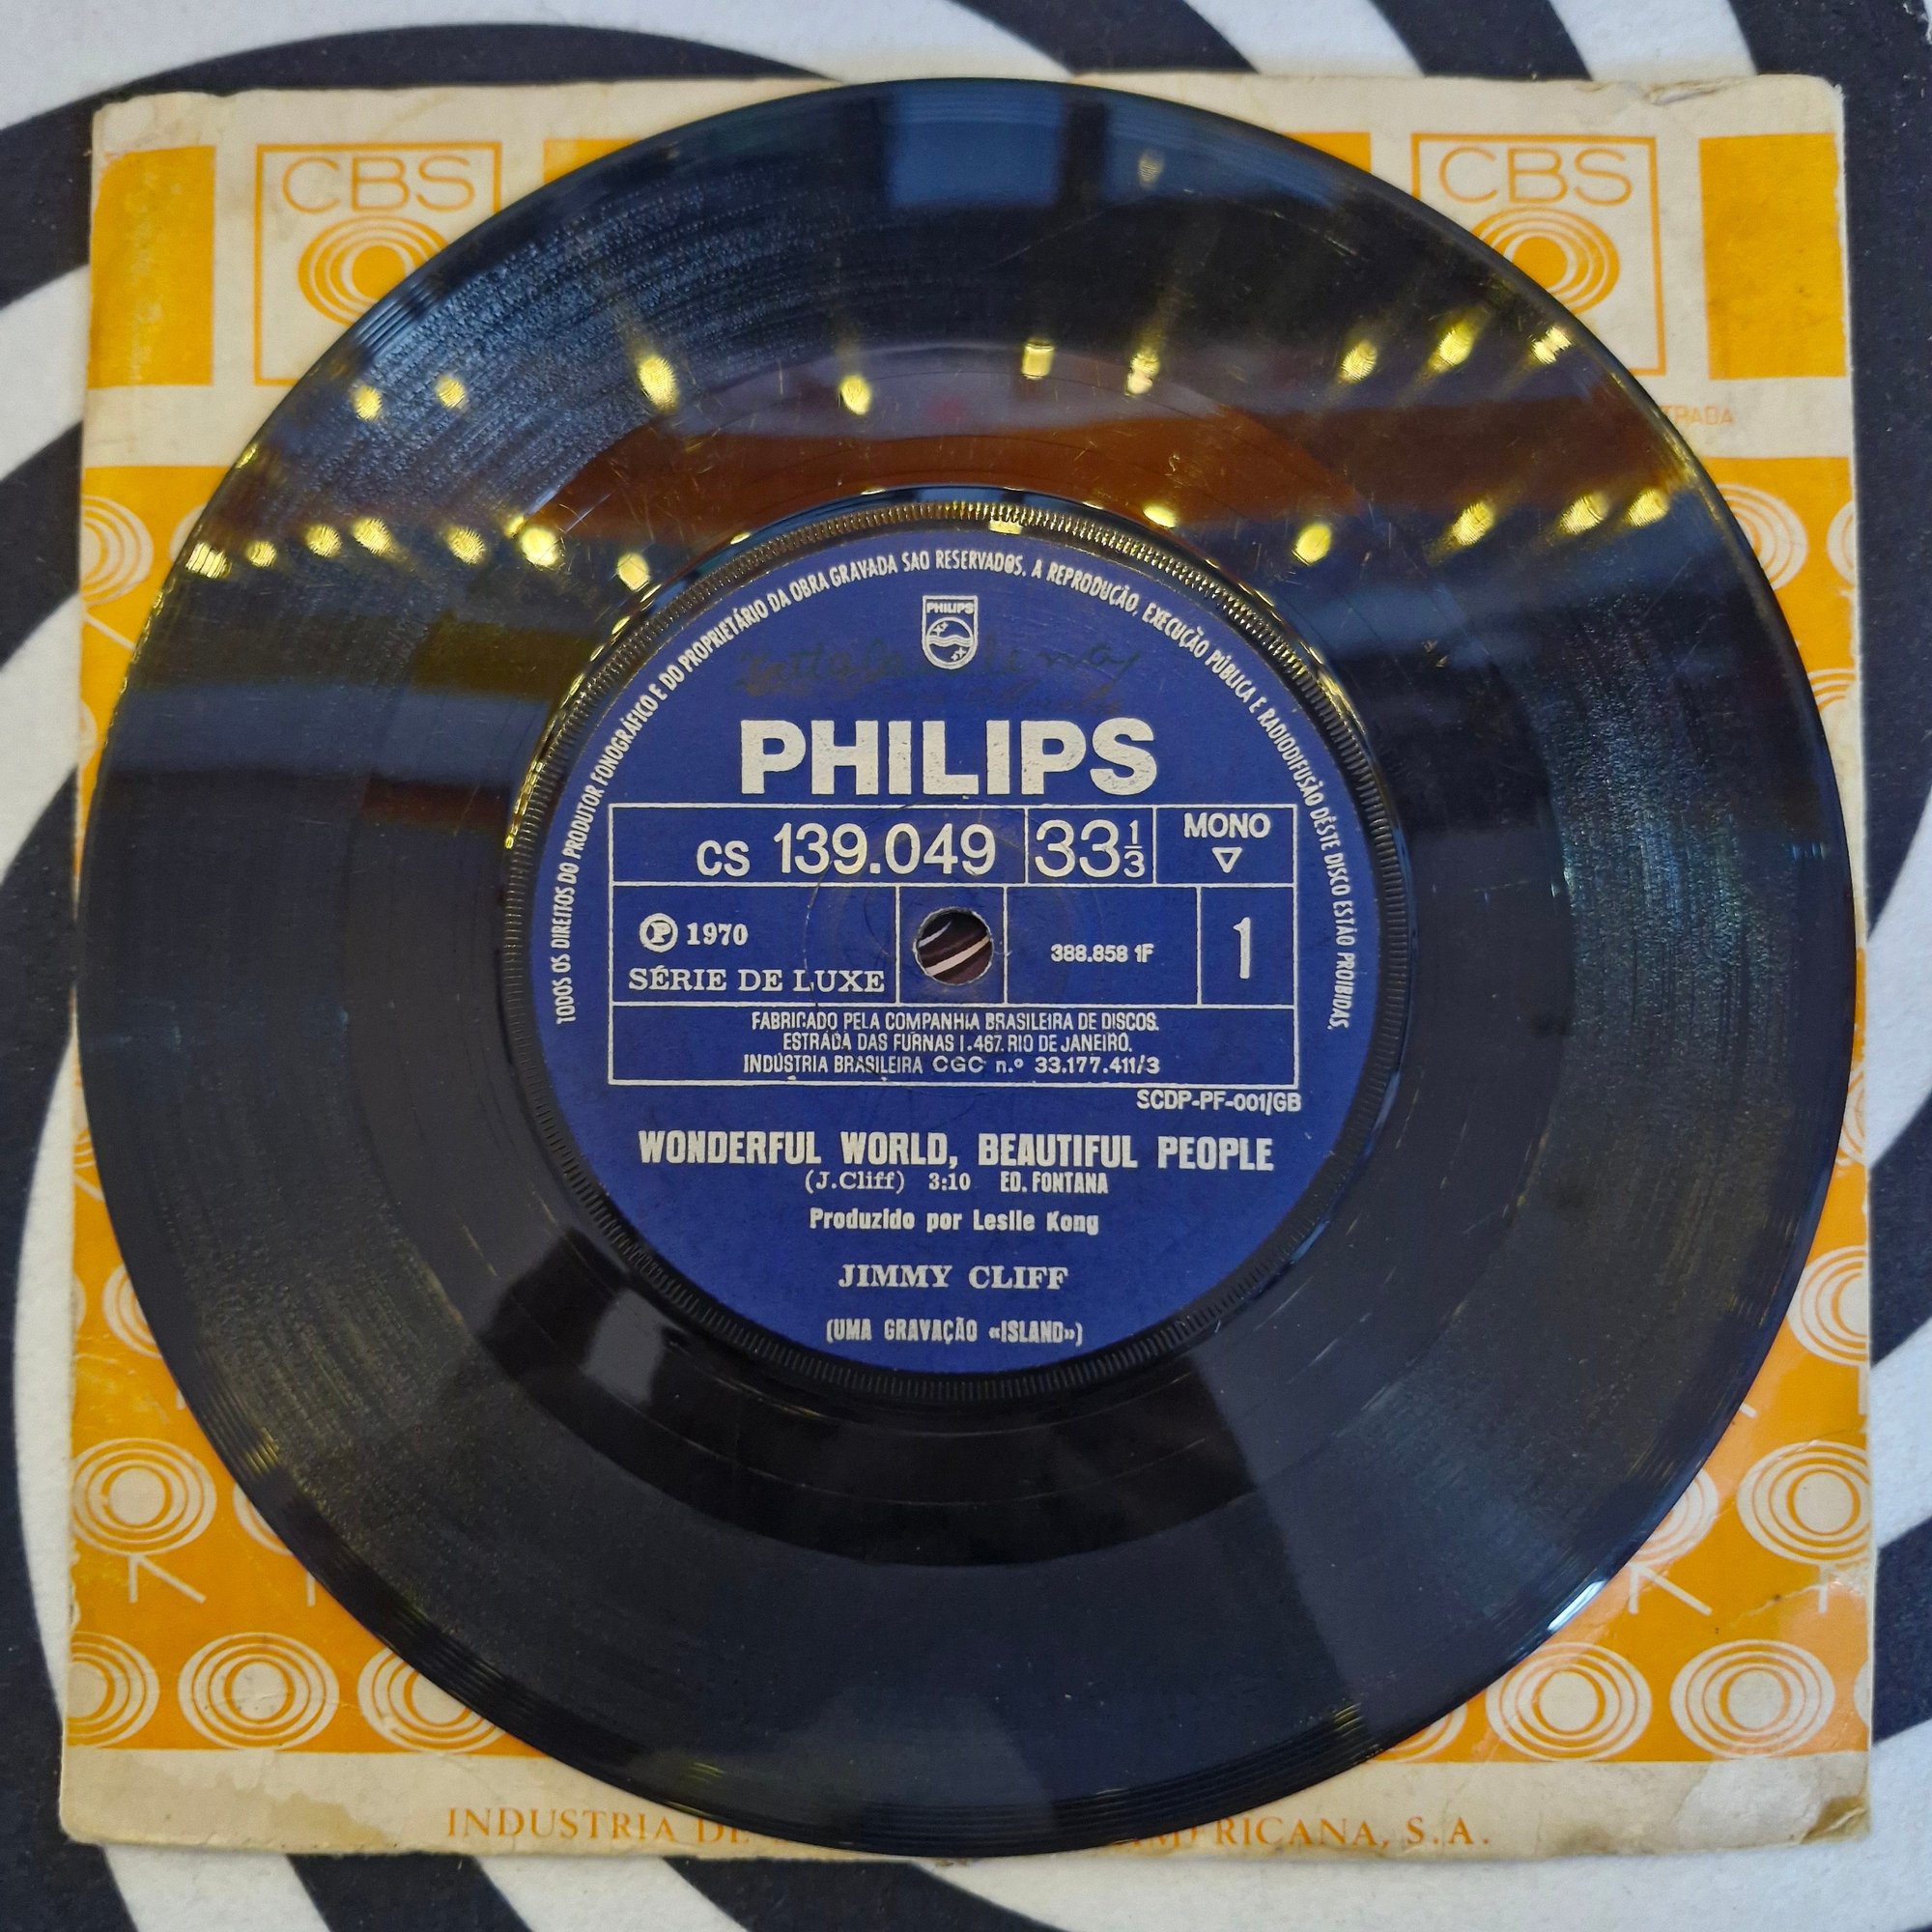 CBS
CBS
TRADA
TODOS OS DIREITOS DO PRODUTOR FONOGRÁFICO E DO PROPRIETÁRIO DA OBRA GRAVADA SAO RESERVADOS. A REPRODUÇÃO, EXECUÇÃO PÚBLICA E RADIODIFUSÃO DÊSTE DISCO ESTÃO PROIBIDAS.
PHILIPS
PHILIPS
CS 139.049 33 1/3 MONO
℗ 1970 388.858 1F 1
SÉRIE DE LUXE
FABRICADO PELA COMPANHIA BRASILEIRA DE DISCOS.
ESTRADA DAS FURNAS 1.467. RIO DE JANEIRO.
INDÚSTRIA BRASILEIRA CGC n.º 33.177.411/3
SCDP-PF-001/GB
WONDERFUL WORLD, BEAUTIFUL PEOPLE
(J.Cliff) 3:10 ED. FONTANA
Produzido por Leslie Kong
JIMMY CLIFF
(UMA GRAVAÇÃO «ISLAND»)
INDUSTRIA DE RICANA, S.A.